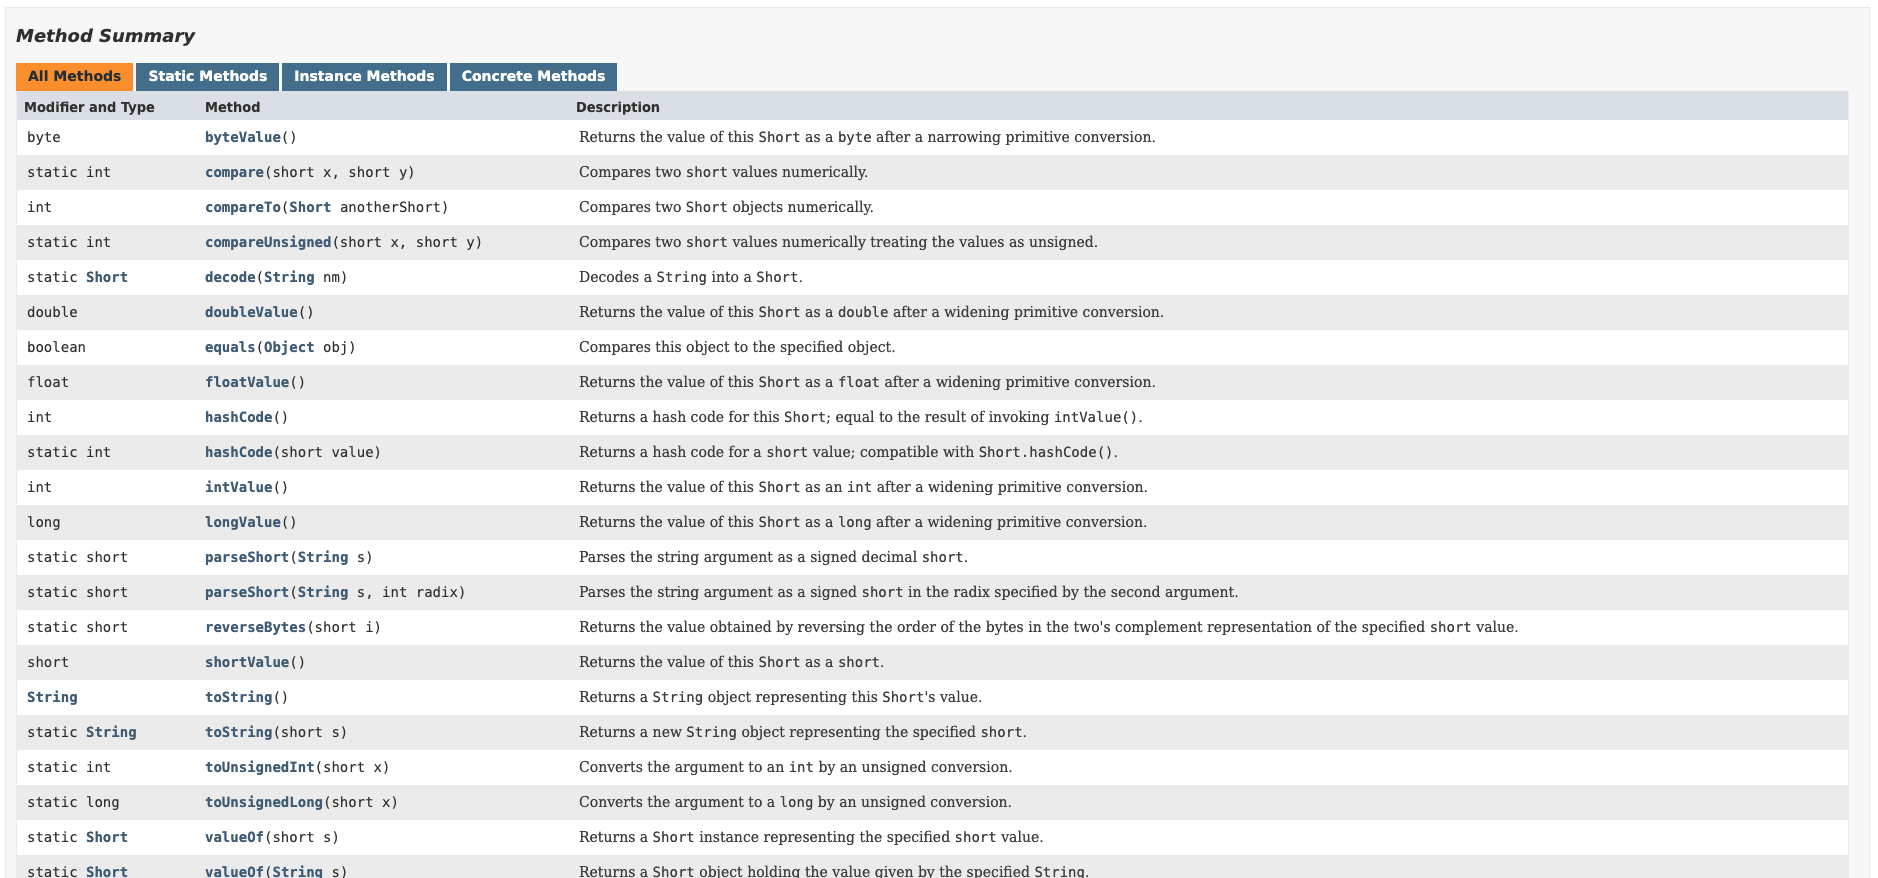 Method Summary
All Methods Static Methods Instance Methods Concrete Methods
Modifier and Type Method Description
byte byteValue() Returns the value of this Short as a byte after a narrowing primitive conversion.
static int compare(short x, short y) Compares two short values numerically.
int compareTo(Short anotherShort) Compares two Short objects numerically.
static int compareUnsigned(short x, short y) Compares two short values numerically treating the values as unsigned.
static Short decode(String nm) Decodes a String into a Short.
double doubleValue() Returns the value of this Short as a double after a widening primitive conversion.
boolean equals(Object obj) Compares this object to the specified object.
float floatValue() Returns the value of this Short as a float after a widening primitive conversion.
int hashCode() Returns a hash code for this Short; equal to the result of invoking intValue().
static int hashCode(short value) Returns a hash code for a short value; compatible with Short.hashCode().
int intValue() Returns the value of this Short as an int after a widening primitive conversion.
long longValue() Returns the value of this Short as a long after a widening primitive conversion.
static short parseShort(String s) Parses the string argument as a signed decimal short.
static short parseShort(String s, int radix) Parses the string argument as a signed short in the radix specified by the second argument.
static short reverseBytes(short i) Returns the value obtained by reversing the order of the bytes in the two's complement representation of the specified short value.
short shortValue() Returns the value of this Short as a short.
String toString() Returns a String object representing this Short's value.
static String toString(short s) Returns a new String object representing the specified short.
static int toUnsignedInt(short x) Converts the argument to an int by an unsigned conversion.
static long toUnsignedLong(short x) Converts the argument to a long by an unsigned conversion.
static Short valueOf(short s) Returns a Short instance representing the specified short value.
static Short valueOf(String s) Returns a Short object holding the value given by the specified String.